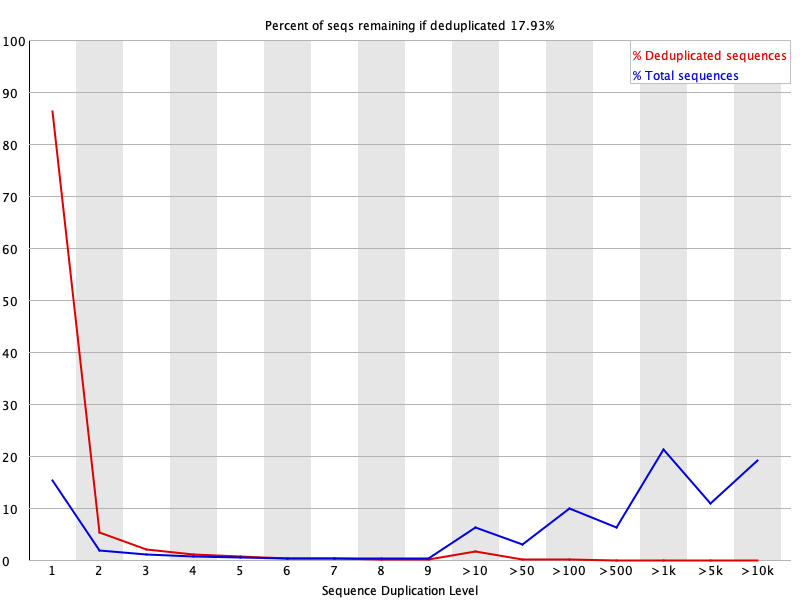 Percent of seqs remaining if deduplicated 17.93%
% Deduplicated sequences
% Total sequences
100
90
80
70
60
50
40
30
20
10
0
1 2 3 4 5 6 7 8 9 >10 >50 >100 >500 >1k >5k >10k
Sequence Duplication Level